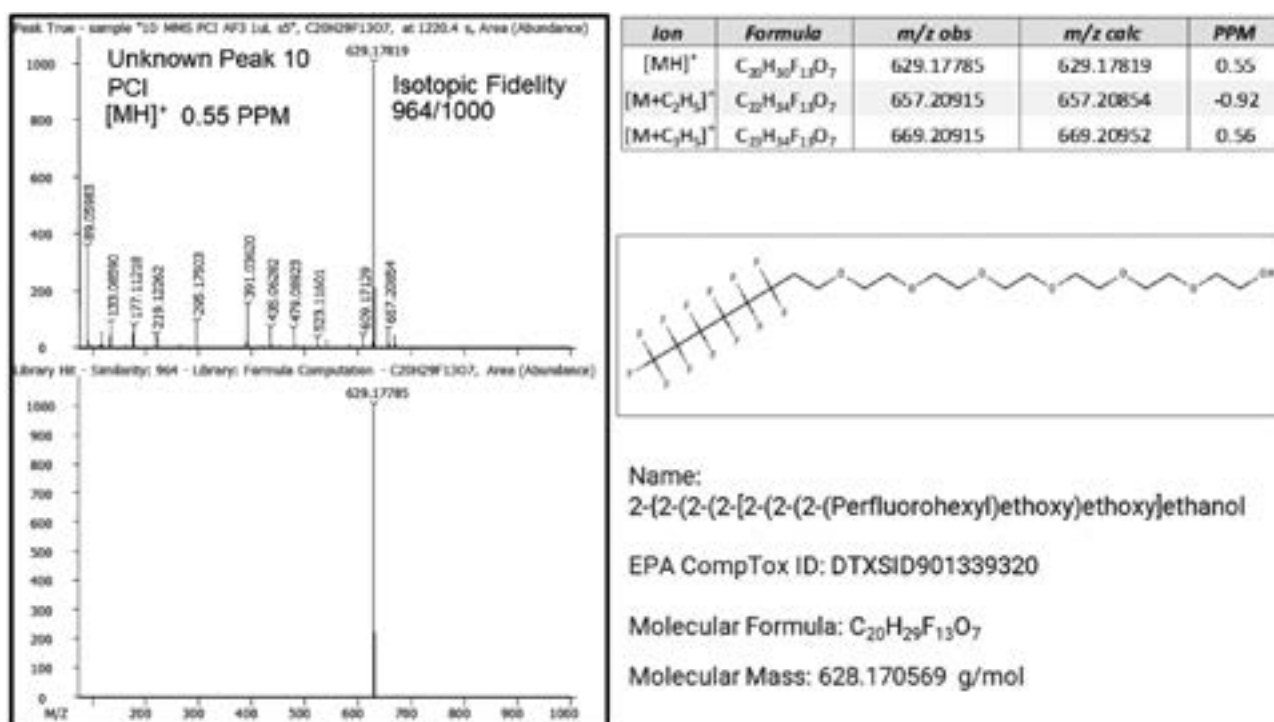 Peak True - sample "10 MMS PCI AF3 1uL s5", C20H29F13O7, at 1220.4 s, Area (Abundance)
Unknown Peak 10
PCI
[MH]⁺ 0.55 PPM
Isotopic Fidelity
964/1000
629.17819
1000
800
600
400
200
0
89.05983
133.08590
177.11218
219.12262
295.17503
391.03620
435.06282
479.08923
523.11601
609.17129
657.20854
Library Hit - Similarity: 964 - Library: Formula Computation - C20H29F13O7, Area (Abundance)
629.17785
1000
900
800
700
600
500
400
300
200
100
0
M/Z 200 300 400 500 600 700 800 900 1000
Ion Formula m/z obs m/z calc PPM
[MH]⁺ C₂₀H₃₀F₁₃O₇ 629.17785 629.17819 0.55
[M+C₂H₅]⁺ C₂₂H₃₄F₁₃O₇ 657.20915 657.20854 -0.92
[M+C₃H₅]⁺ C₂₃H₃₄F₁₃O₇ 669.20915 669.20952 0.56
Name:
2-{2-(2-(2-[2-(2-(2-(Perfluorohexyl)ethoxy)ethoxy]ethanol
EPA CompTox ID: DTXSID901339320
Molecular Formula: C₂₀H₂₉F₁₃O₇
Molecular Mass: 628.170569 g/mol